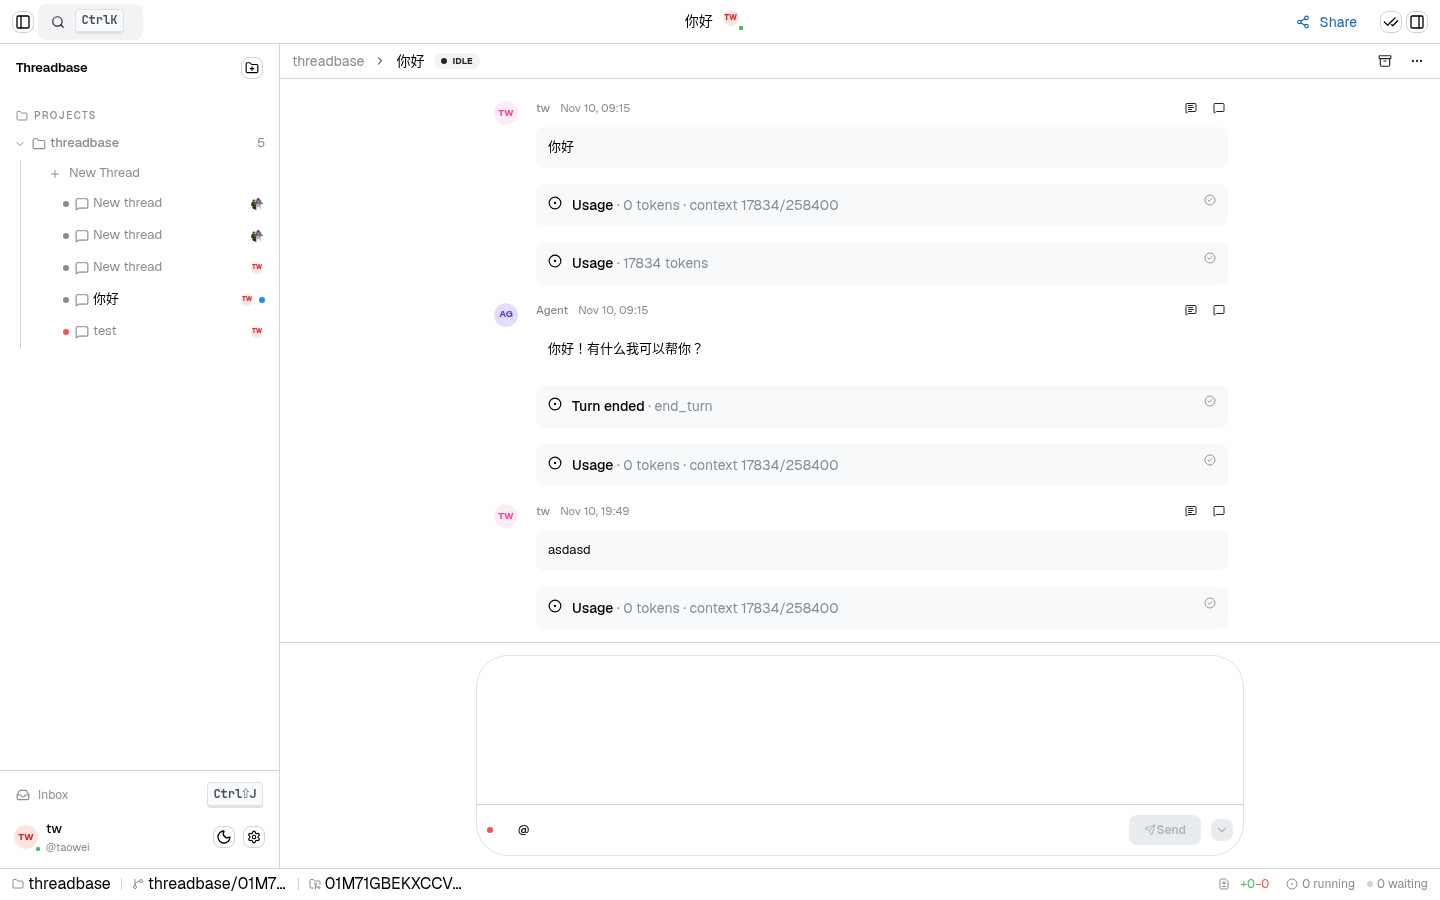 CtrlK
你好 TW
Share
Threadbase
PROJECTS
threadbase 5
New Thread
New thread
New thread
New thread TW
你好 TW
test TW
Inbox Ctrl⇧J
TW tw
@taowei
threadbase 你好 IDLE
TW tw Nov 10, 09:15
你好
Usage · 0 tokens · context 17834/258400
Usage · 17834 tokens
AG Agent Nov 10, 09:15
你好！有什么我可以帮你？
Turn ended · end_turn
Usage · 0 tokens · context 17834/258400
TW tw Nov 10, 19:49
asdasd
Usage · 0 tokens · context 17834/258400
@ Send
threadbase threadbase/01M7... 01M71GBEKXCCV... +0−0 0 running 0 waiting